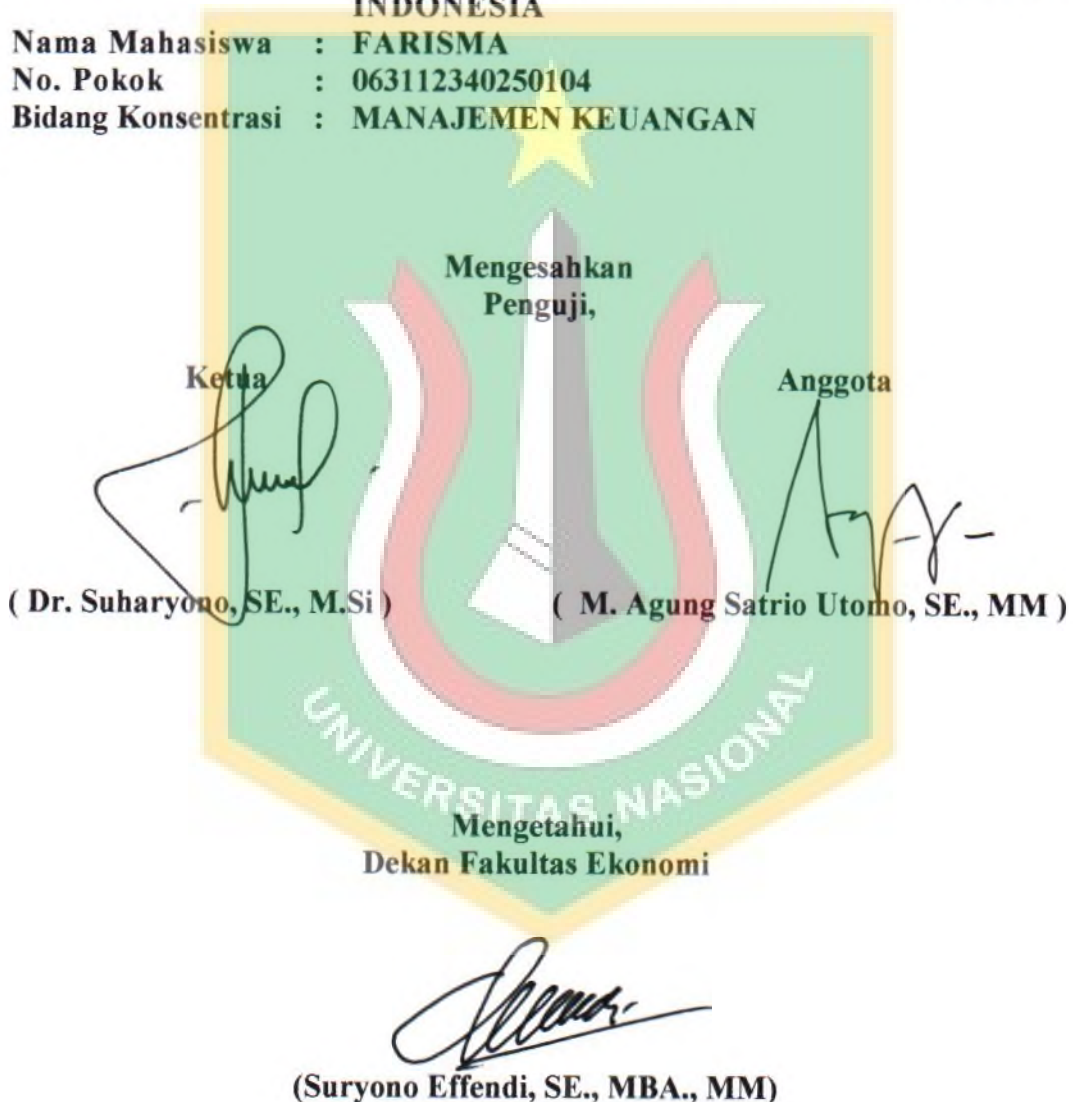 INDONESIA
Nama Mahasiswa : FARISMA
No. Pokok : 063112340250104
Bidang Konsentrasi : MANAJEMEN KEUANGAN
Mengesahkan
Penguji,
Ketua Anggota
( Dr. Suharyono, SE., M.Si ) ( M. Agung Satrio Utomo, SE., MM )
UNIVERSITAS NASIONAL
Mengetahui,
Dekan Fakultas Ekonomi
(Suryono Effendi, SE., MBA., MM)